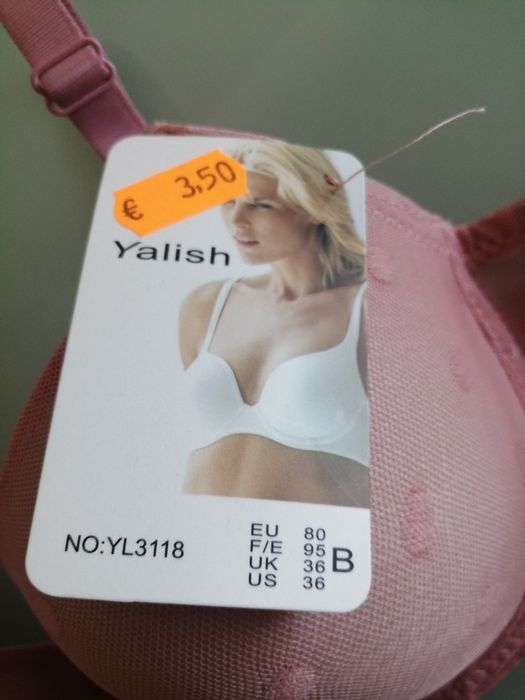 € 3,50
Yalish
NO:YL3118
EU 80
F/E 95
UK 36
US 36
B